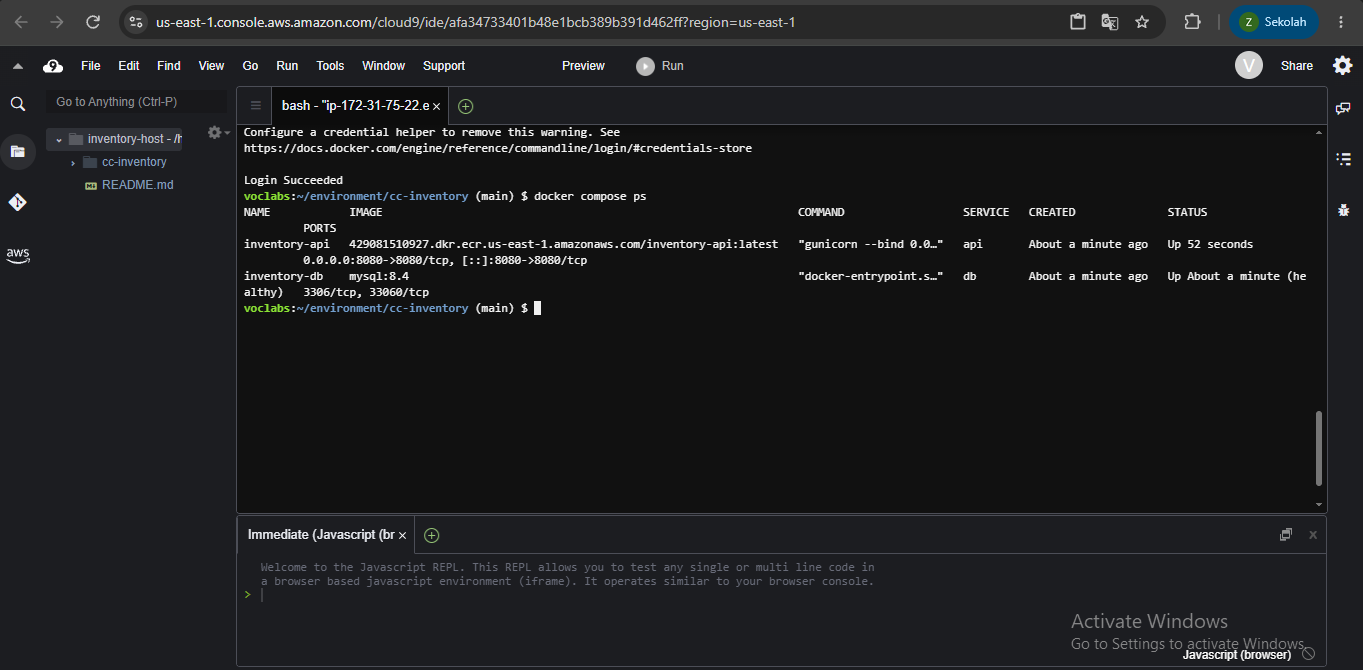 us-east-1.console.aws.amazon.com/cloud9/ide/afa34733401b48e1bcb389b391d462ff?region=us-east-1
Z Sekolah
9 File Edit Find View Go Run Tools Window Support Preview Run V Share
Go to Anything (Ctrl-P)
bash - "ip-172-31-75-22.e ×
inventory-host - /h
cc-inventory
README.md
aws
Configure a credential helper to remove this warning. See
https://docs.docker.com/engine/reference/commandline/login/#credentials-store
Login Succeeded
voclabs:~/environment/cc-inventory (main) $ docker compose ps
NAME IMAGE COMMAND SERVICE CREATED STATUS
PORTS
inventory-api 429081510927.dkr.ecr.us-east-1.amazonaws.com/inventory-api:latest "gunicorn --bind 0.0…" api About a minute ago Up 52 seconds
0.0.0.0:8080->8080/tcp, [::]:8080->8080/tcp
inventory-db mysql:8.4 "docker-entrypoint.s…" db About a minute ago Up About a minute (he
althy) 3306/tcp, 33060/tcp
voclabs:~/environment/cc-inventory (main) $
Immediate (Javascript (br ×
Welcome to the Javascript REPL. This REPL allows you to test any single or multi line code in
a browser based javascript environment (iframe). It operates similar to your browser console.
>
Activate Windows
Go to Settings to activate Windows.
Javascript (browser)